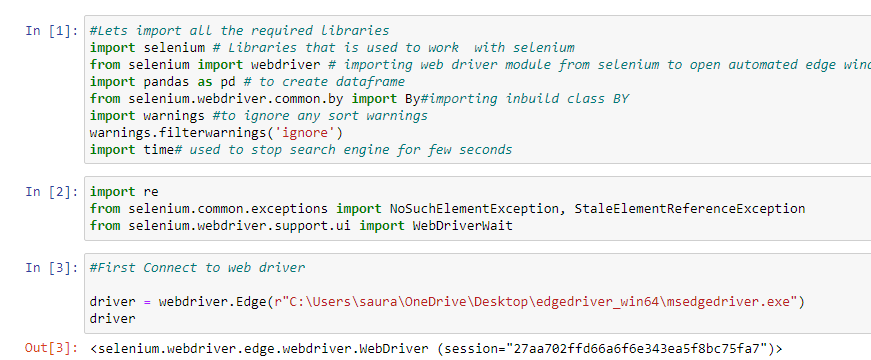 In [1]: #Lets import all the required libraries
import selenium # Libraries that is used to work  with selenium
from selenium import webdriver # importing web driver module from selenium to open automated edge
import pandas as pd # to create dataframe
from selenium.webdriver.common.by import By#importing inbuild class BY
import warnings #to ignore any sort warnings
warnings.filterwarnings('ignore')
import time# used to stop search engine for few seconds
In [2]: import re
from selenium.common.exceptions import NoSuchElementException, StaleElementReferenceException
from selenium.webdriver.support.ui import WebDriverWait
In [3]: #First Connect to web driver
driver = webdriver.Edge(r"C:\Users\saura\OneDrive\Desktop\edgedriver_win64\msedgedriver.exe")
driver
Out[3]: <selenium.webdriver.edge.webdriver.WebDriver (session="27aa702ffd66a6f6e343ea5f8bc75fa7")>